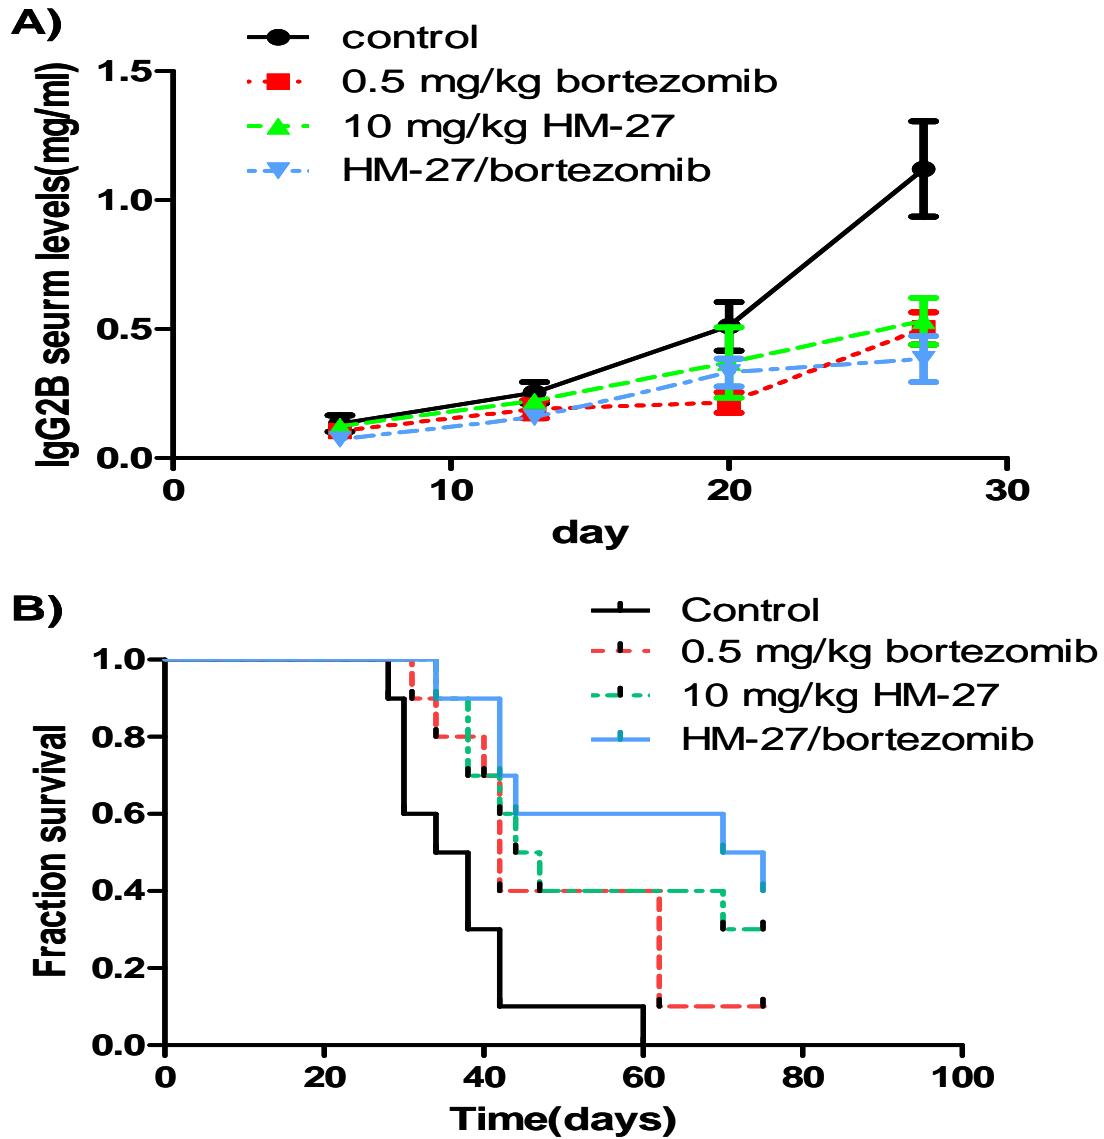 A)
control
0.5 mg/kg bortezomib
10 mg/kg HM-27
HM-27/bortezomib
IgG2B seurm levels(mg/ml)
1.5
1.0
0.5
0.0
0 10 20 30
day
B)
Control
0.5 mg/kg bortezomib
10 mg/kg HM-27
HM-27/bortezomib
Fraction survival
1.0
0.8
0.6
0.4
0.2
0.0
0 20 40 60 80 100
Time(days)